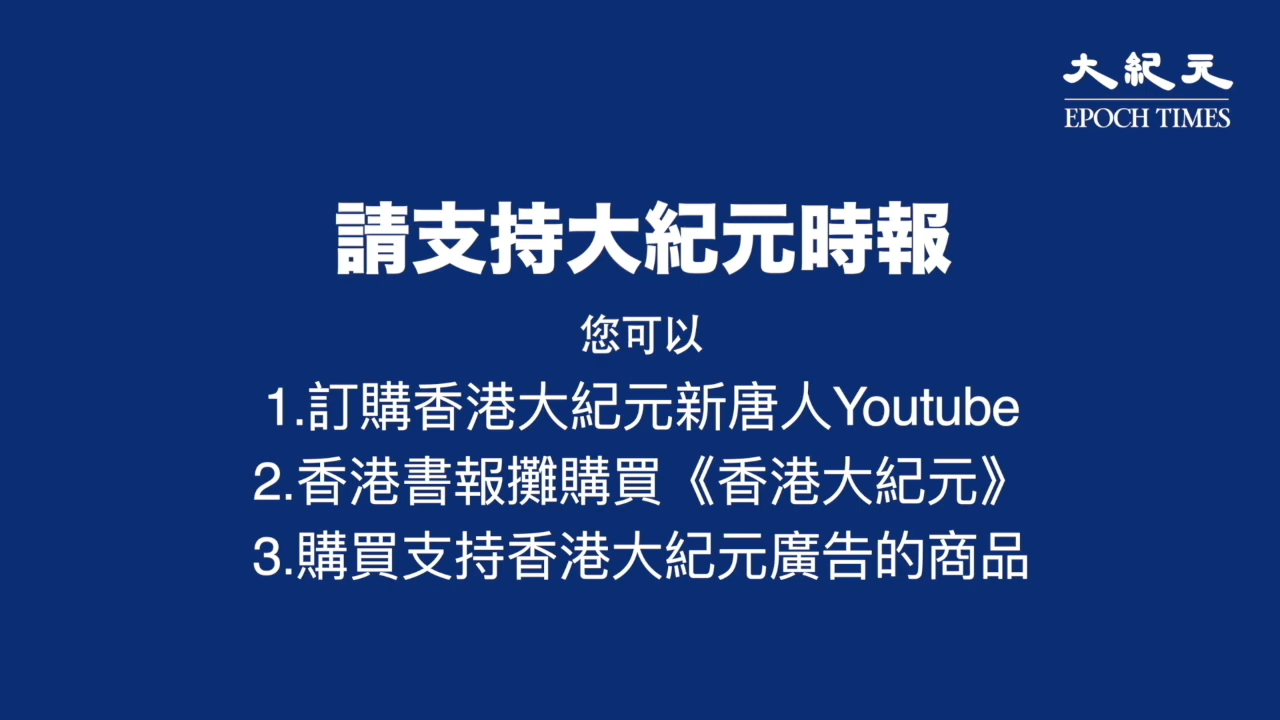 大紀元
EPOCH TIMES
請支持大紀元時報
您可以
1.訂購香港大紀元新唐人Youtube
2.香港書報攤購買《香港大紀元》
3.購買支持香港大紀元廣告的商品